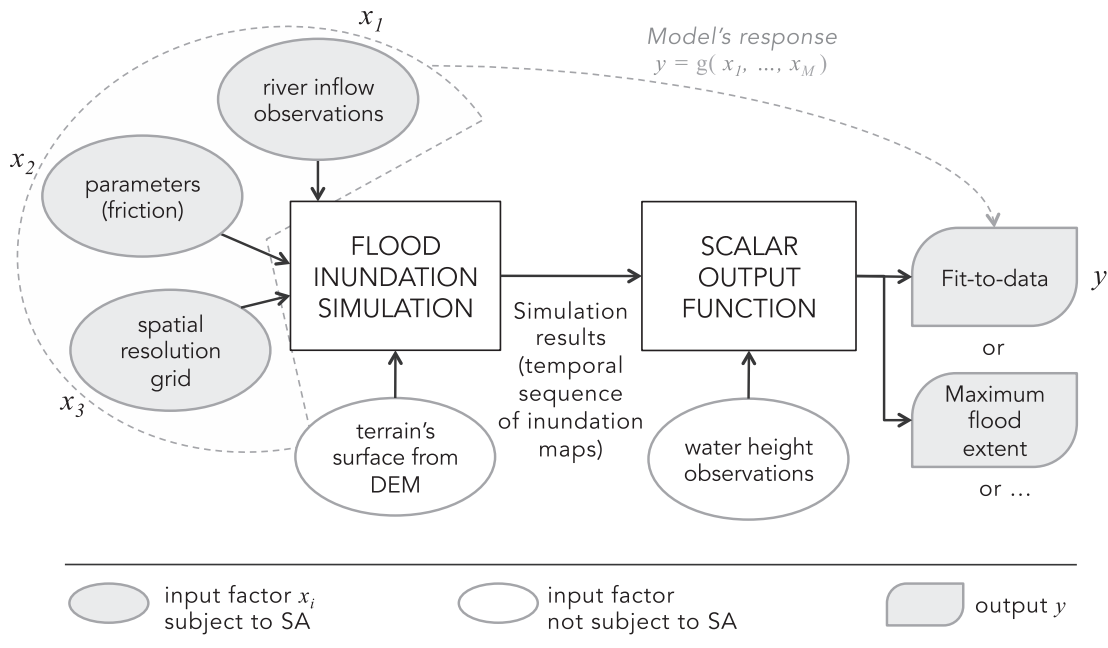 x1
Model's response
y = g( x1, ..., xM )
river inflow
observations
x2
parameters
(friction)
FLOOD
INUNDATION
SIMULATION
SCALAR
OUTPUT
FUNCTION
Fit-to-data
y
spatial
resolution
grid
Simulation
results
(temporal
sequence
of inundation
maps)
or
x3
Maximum
flood
extent
terrain's
surface from
DEM
water height
observations
or ...
input factor xi
subject to SA
input factor
not subject to SA
output y